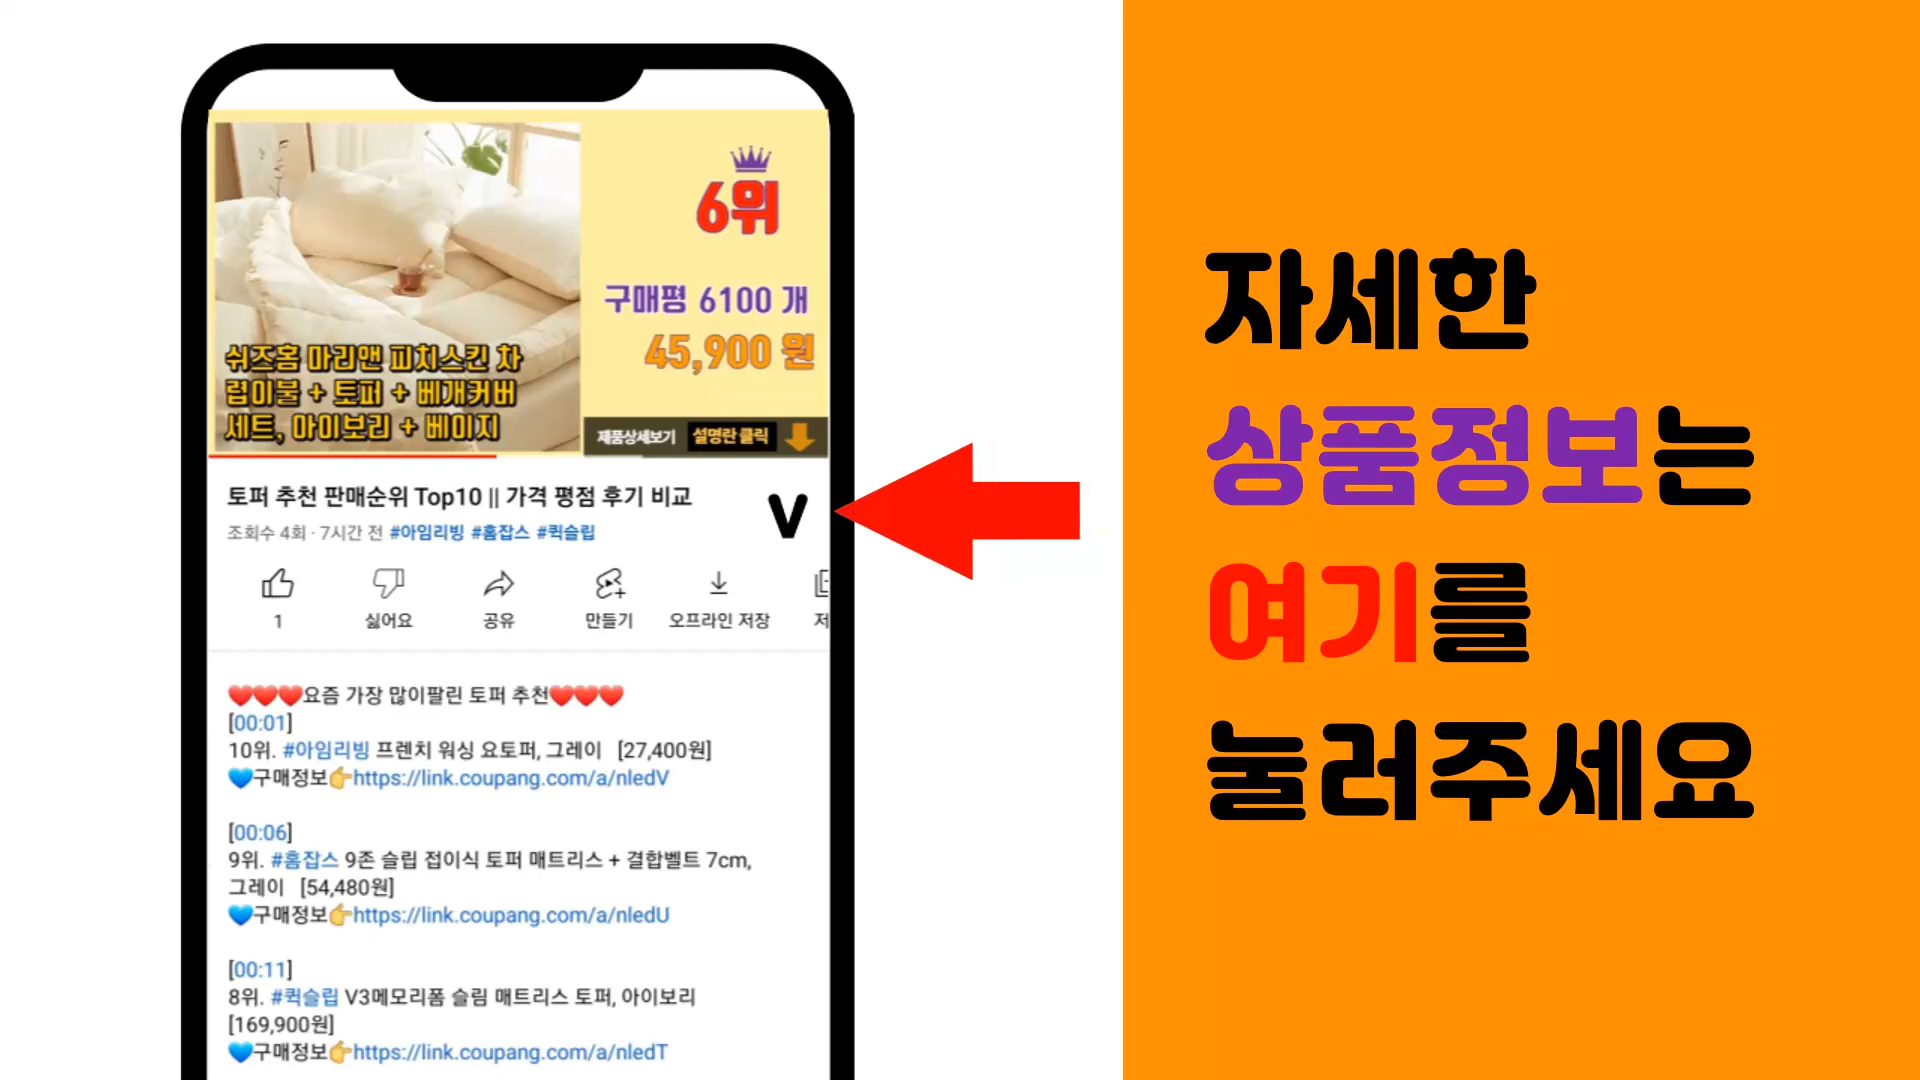 6위
구매평 6100 개
45,900 원
쉬즈홈 마리앤 피치스킨 차
렵이불 + 토퍼 + 베개커버
세트, 아이보리 + 베이지
제품상세보기 설명란 클릭
토퍼 추천 판매순위 Top10 || 가격 평점 후기 비교
V
조회수 4회 · 7시간 전 #아임리빙 #홈잡스 #퀵슬립
1 싫어요 공유 만들기 오프라인 저장 저
❤️❤️❤️요즘 가장 많이팔린 토퍼 추천❤️❤️❤️
[00:01]
10위. #아임리빙 프렌치 워싱 요토퍼, 그레이 [27,400원]
💙구매정보👉https://link.coupang.com/a/nledV
[00:06]
9위. #홈잡스 9존 슬립 접이식 토퍼 매트리스 + 결합벨트 7cm,
그레이 [54,480원]
💙구매정보👉https://link.coupang.com/a/nledU
[00:11]
8위. #퀵슬립 V3메모리폼 슬림 매트리스 토퍼, 아이보리
[169,900원]
💙구매정보👉https://link.coupang.com/a/nledT
자세한
상품정보는
여기를
눌러주세요